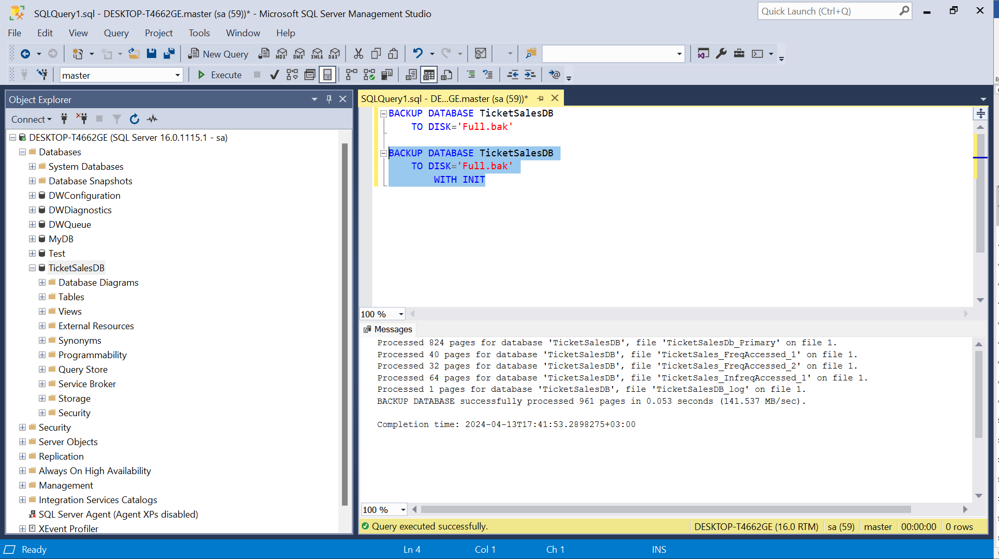 SQLQuery1.sql - DESKTOP-T4662GE.master (sa (59))* - Microsoft SQL Server Management Studio
Quick Launch (Ctrl+Q)
File Edit View Query Project Tools Window Help
New Query MDX DMX XMLA DAX
master Execute
Object Explorer
Connect
DESKTOP-T4662GE (SQL Server 16.0.1115.1 - sa)
Databases
System Databases
Database Snapshots
DWConfiguration
DWDiagnostics
DWQueue
MyDB
Test
TicketSalesDB
Database Diagrams
Tables
Views
External Resources
Synonyms
Programmability
Query Store
Service Broker
Storage
Security
Security
Server Objects
Replication
Always On High Availability
Management
Integration Services Catalogs
SQL Server Agent (Agent XPs disabled)
XEvent Profiler
SQLQuery1.sql - DE...GE.master (sa (59))*
BACKUP DATABASE TicketSalesDB
TO DISK='Full.bak'
BACKUP DATABASE TicketSalesDB
TO DISK='Full.bak'
WITH INIT
100 %
Messages
Processed 824 pages for database 'TicketSalesDB', file 'TicketSalesDb_Primary' on file 1.
Processed 40 pages for database 'TicketSalesDB', file 'TicketSales_FreqAccessed_1' on file 1.
Processed 32 pages for database 'TicketSalesDB', file 'TicketSales_FreqAccessed_2' on file 1.
Processed 64 pages for database 'TicketSalesDB', file 'TicketSales_InfreqAccessed_1' on file 1.
Processed 1 pages for database 'TicketSalesDB', file 'TicketSalesDB_log' on file 1.
BACKUP DATABASE successfully processed 961 pages in 0.053 seconds (141.537 MB/sec).
Completion time: 2024-04-13T17:41:53.2898275+03:00
100 %
Query executed successfully. DESKTOP-T4662GE (16.0 RTM) sa (59) master 00:00:00 0 rows
Ready Ln 4 Col 1 Ch 1 INS